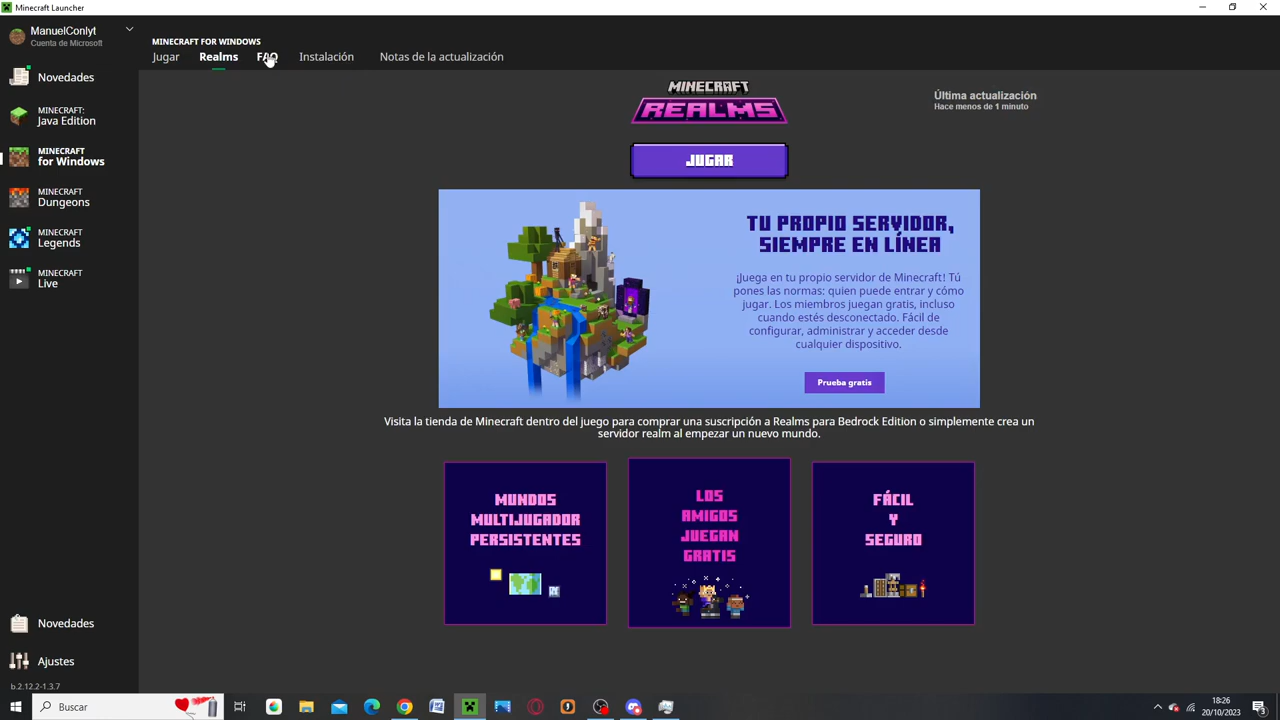 Minecraft Launcher
ManuelConlyt
Cuenta de Microsoft
Novedades
MINECRAFT:
Java Edition
MINECRAFT
for Windows
MINECRAFT
Dungeons
MINECRAFT
Legends
MINECRAFT
Live
Novedades
Ajustes
b.2.12.2-1.3.7
MINECRAFT FOR WINDOWS
Jugar Realms FAQ Instalación Notas de la actualización
MINECRAFT
REALMS
Última actualización
Hace menos de 1 minuto
JUGAR
TU PROPIO SERVIDOR,
SIEMPRE EN LÍNEA
¡Juega en tu propio servidor de Minecraft! Tú
pones las normas: quien puede entrar y cómo
jugar. Los miembros juegan gratis, incluso
cuando estés desconectado. Fácil de
configurar, administrar y acceder desde
cualquier dispositivo.
Prueba gratis
Visita la tienda de Minecraft dentro del juego para comprar una suscripción a Realms para Bedrock Edition o simplemente crea un
servidor realm al empezar un nuevo mundo.
MUNDOS
MULTIJUGADOR
PERSISTENTES
LOS
AMIGOS
JUEGAN
GRATIS
FÁCIL
Y
SEGURO
Buscar
18:26
20/10/2023